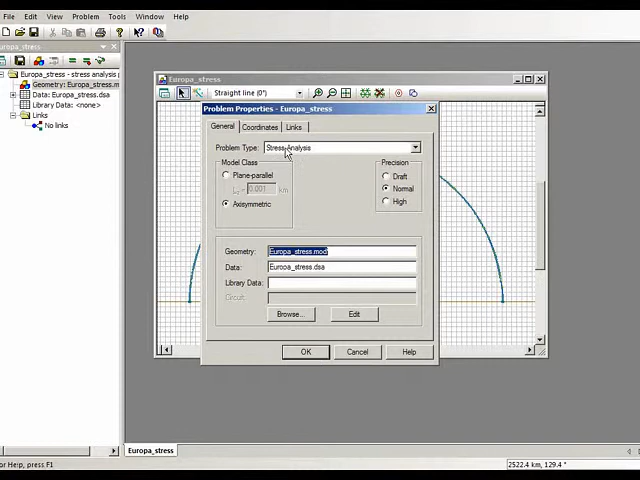 File Edit View Problem Tools Window Help
Europa_stress
Europa_stress - stress analysis p
Geometry: Europa_stress.m
Data: Europa_stress.dsa
Library Data: <none>
Links
No links
Europa_stress
Straight line (0°)
Problem Properties - Europa_stress
General Coordinates Links
Problem Type: Stress Analysis
Model Class
Plane-parallel
0.001 km
Axisymmetric
Precision
Draft
Normal
High
Geometry: Europa_stress.mod
Data: Europa_stress.dsa
Library Data:
Circuit:
Browse... Edit
OK Cancel Help
Europa_stress
For Help, press F1
2522.4 km, 129.4 °